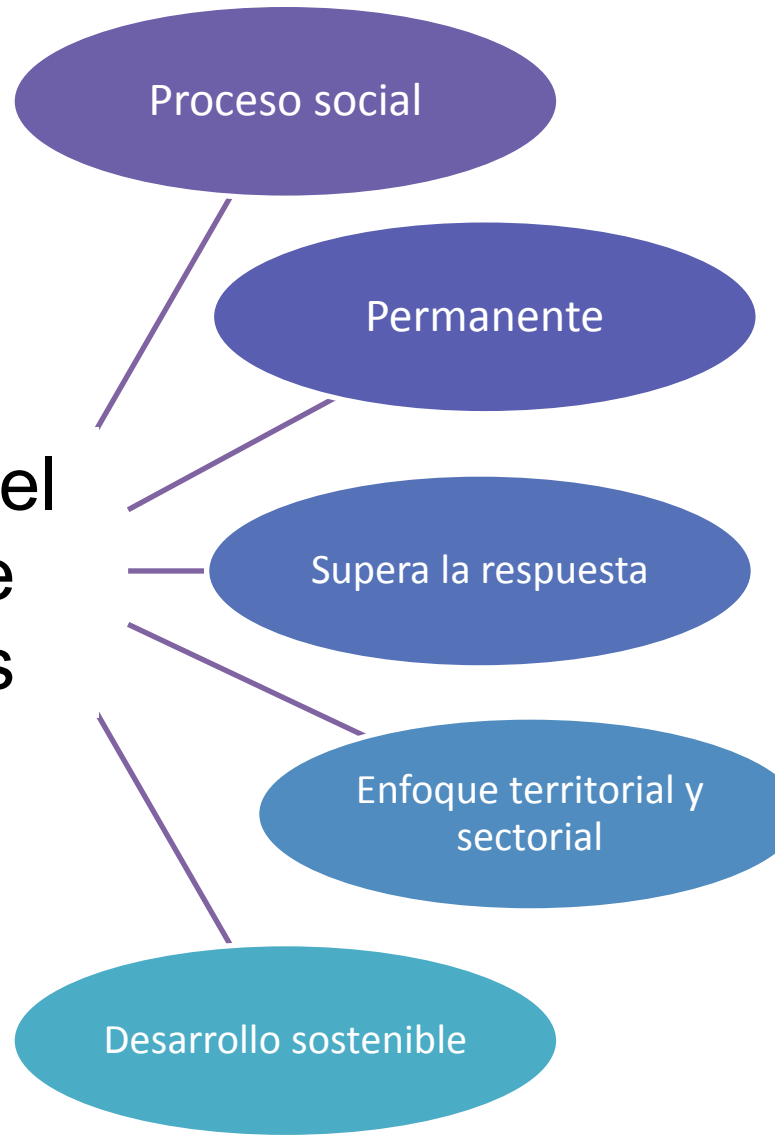 Proceso social
Permanente
el
e
s
Supera la respuesta
Enfoque territorial y
sectorial
Desarrollo sostenible